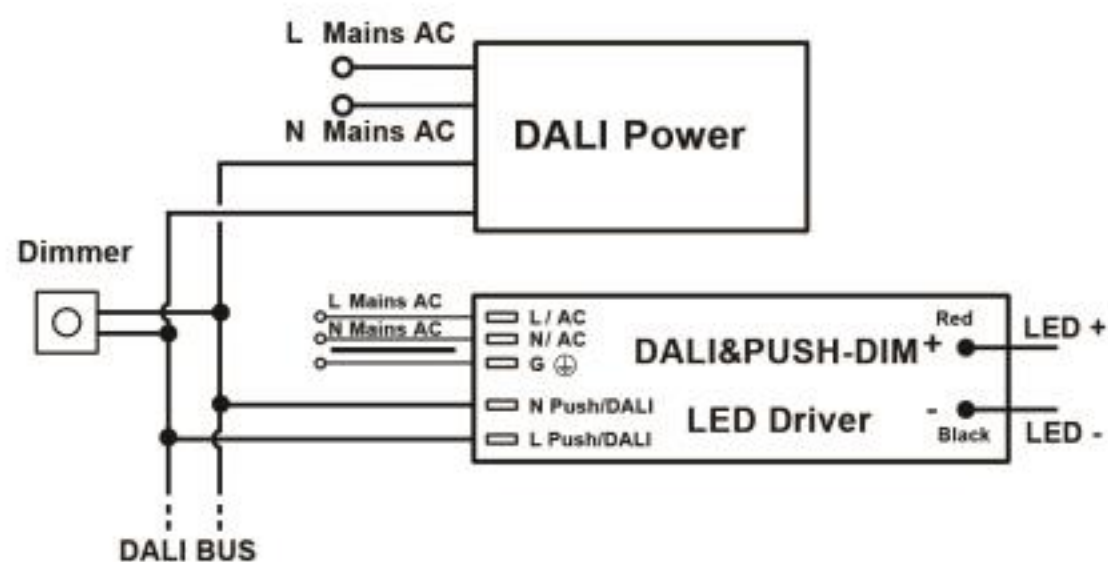 L Mains AC
N Mains AC
DALI Power
Dimmer
L Mains AC
N Mains AC
L / AC
N/ AC
G
N Push/DALI
L Push/DALI
DALI&PUSH-DIM
LED Driver
Red
+
-
Black
LED +
LED -
DALI BUS